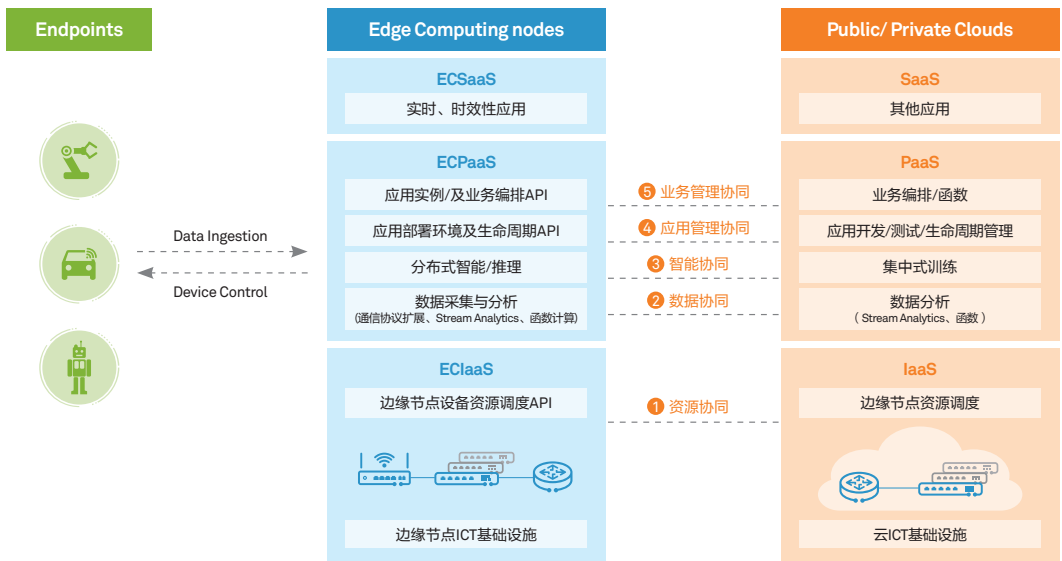 Endpoints
Data Ingestion
Device Control
Edge Computing nodes
ECSaaS
实时、时效性应用
ECPaaS
应用实例/及业务编排API
应用部署环境及生命周期API
分布式智能/推理
数据采集与分析
(通信协议扩展、Stream Analytics、函数计算)
ECIaaS
边缘节点设备资源调度API
边缘节点ICT基础设施
5 业务管理协同
4 应用管理协同
3 智能协同
2 数据协同
1 资源协同
Public/ Private Clouds
SaaS
其他应用
PaaS
业务编排/函数
应用开发/测试/生命周期管理
集中式训练
数据分析
( Stream Analytics、函数 )
IaaS
边缘节点资源调度
云ICT基础设施